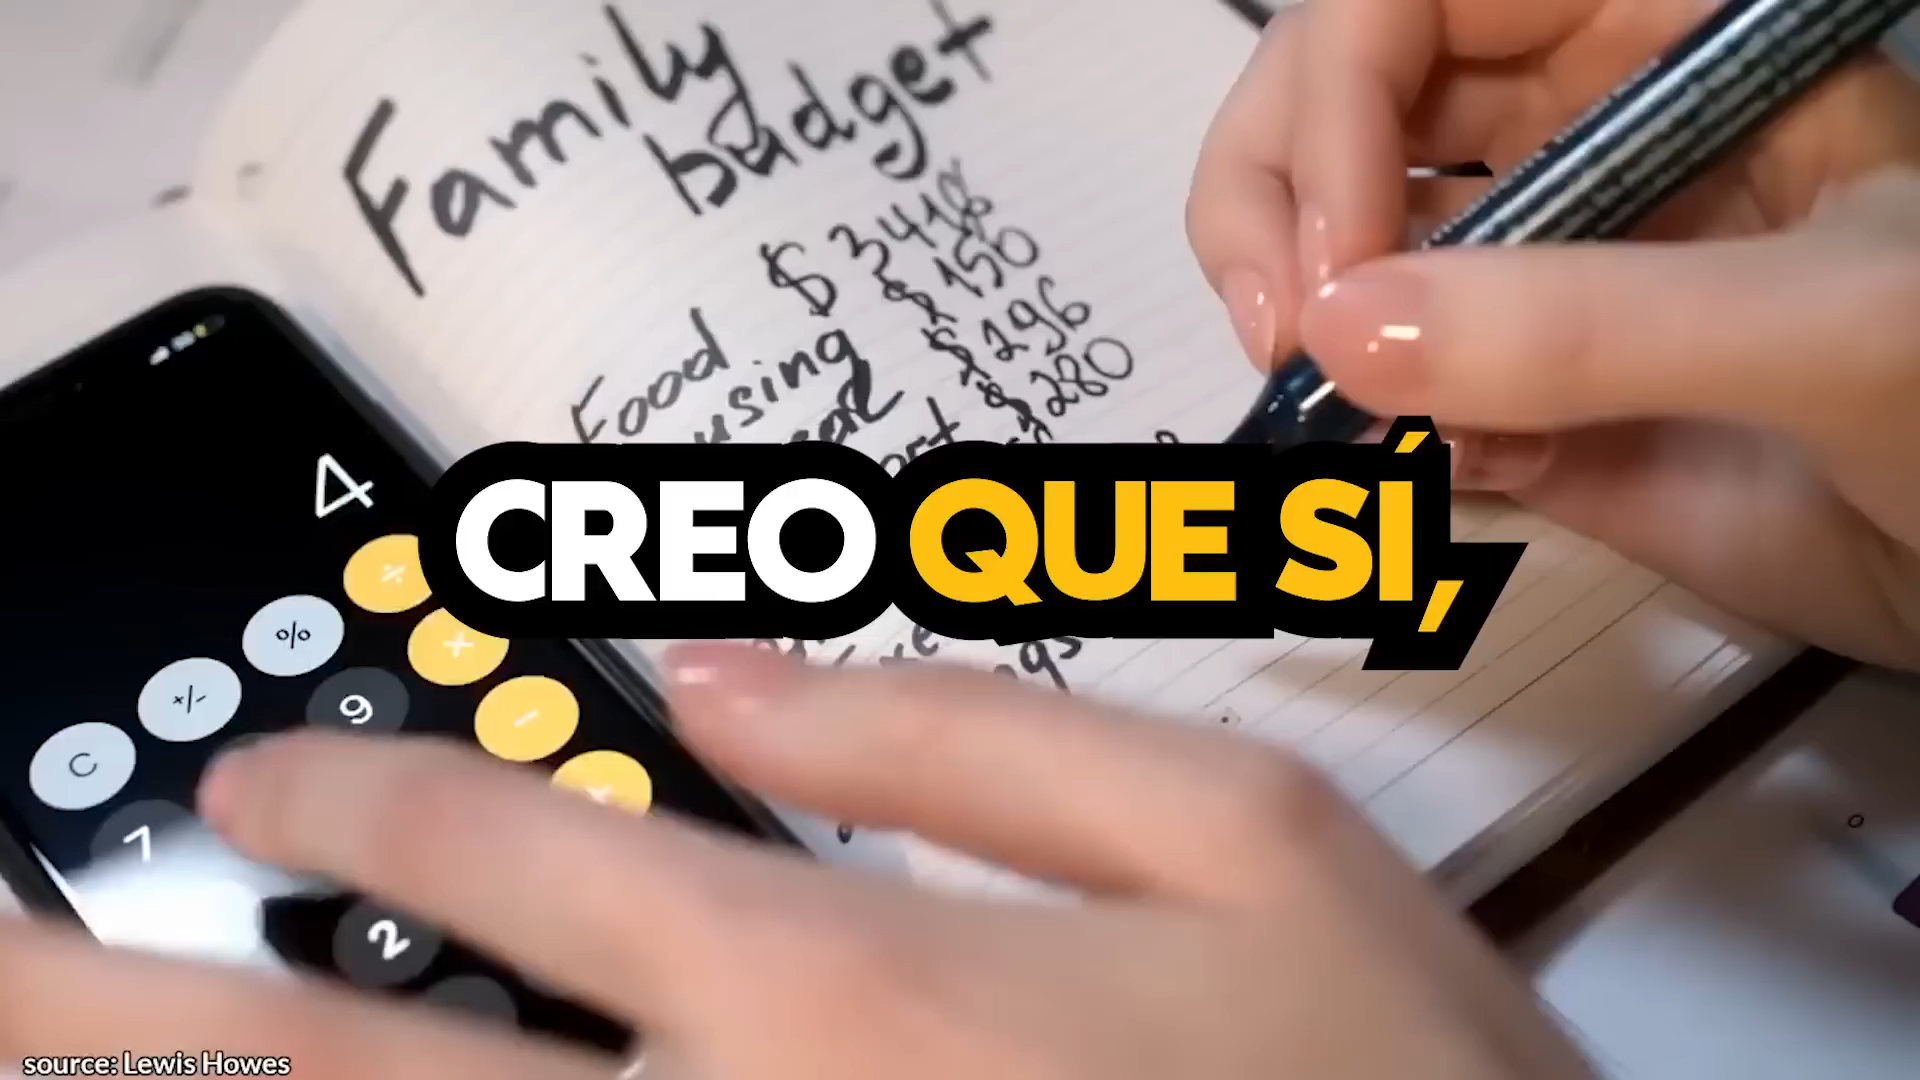 Family
budget
Food $ 3418
$ 150
$ 296
$ 280
4
÷
%
+
+/-
9
−
C
7
2
CREO QUE SÍ,
source: Lewis Howes